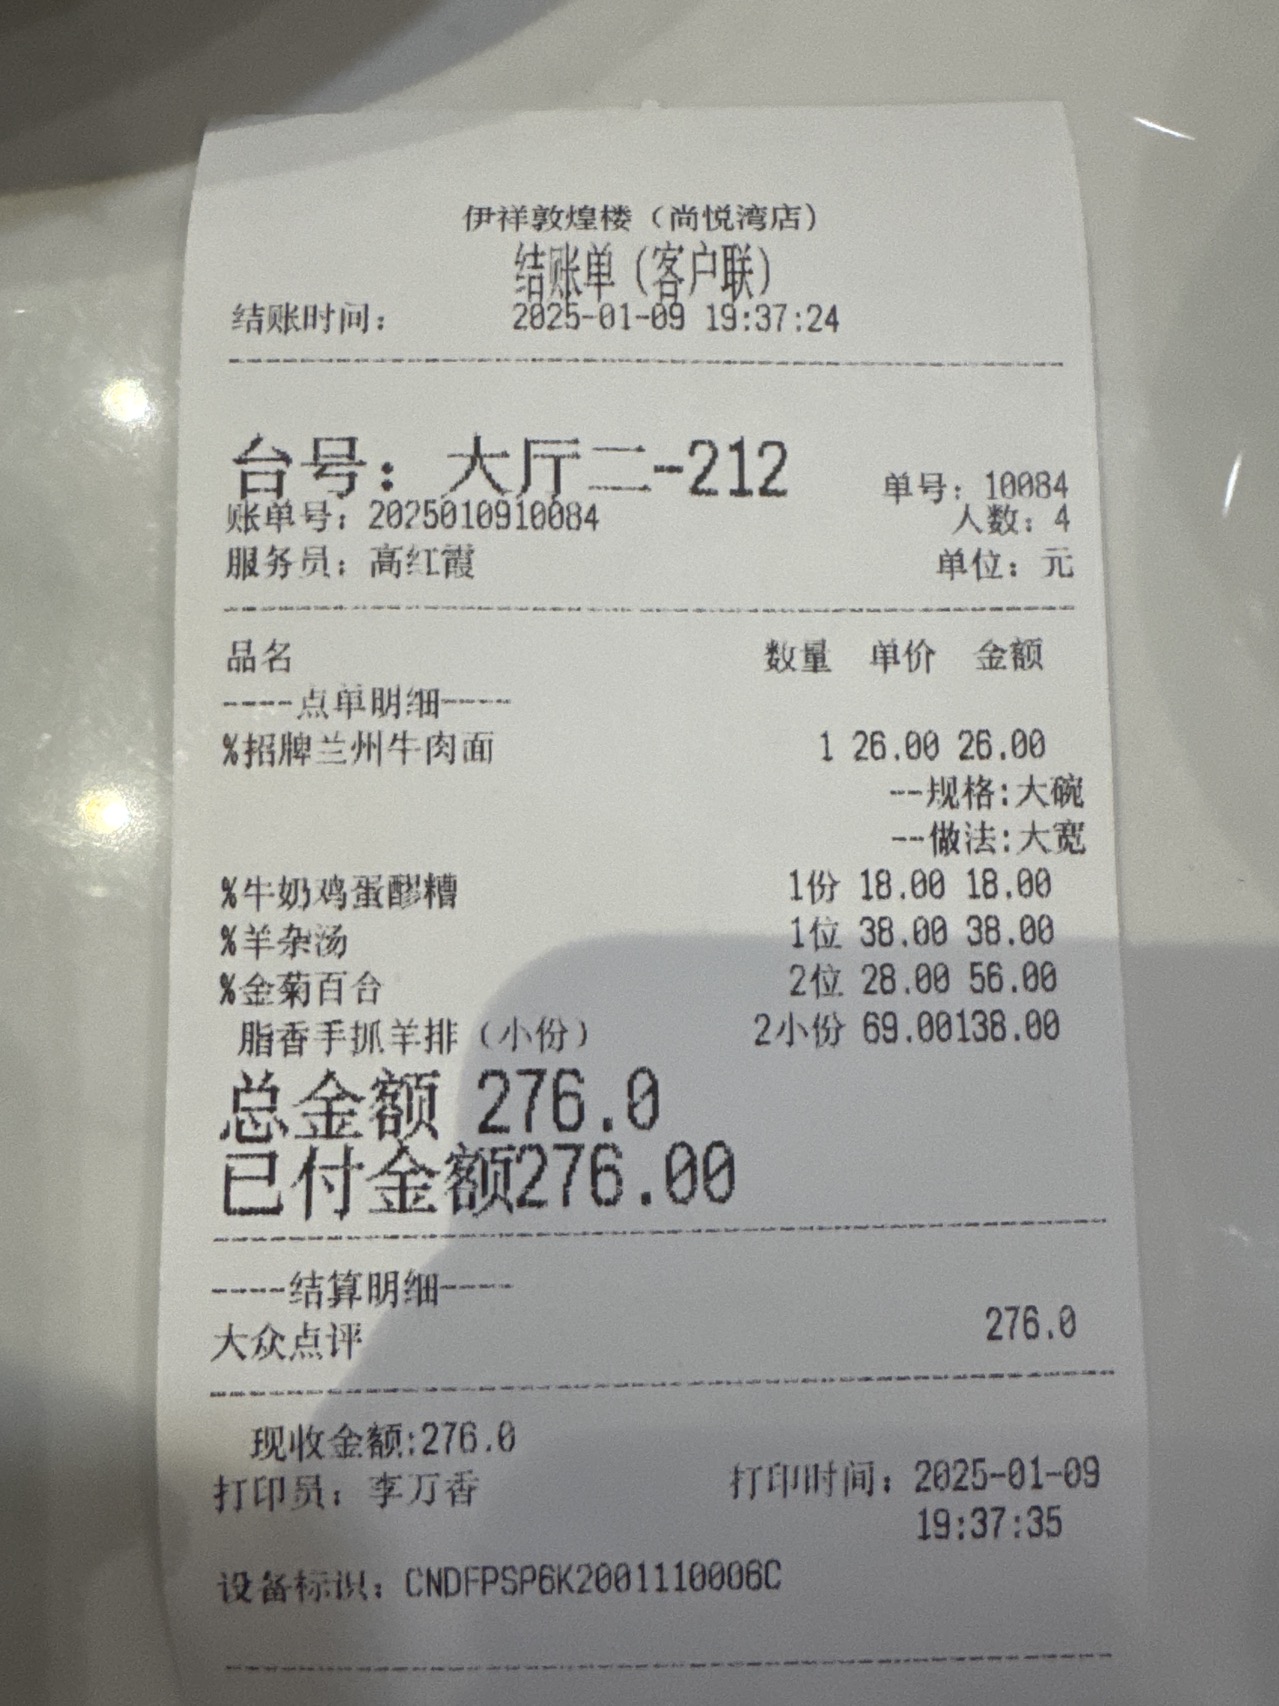 伊祥敦煌楼（尚悦湾店）
结账单（客户联）
结账时间： 2025-01-09 19:37:24
台号： 大厅二-212 单号：10084
账单号：2025010910084 人数：4
服务员：高红霞 单位：元
品名 数量 单价 金额
----点单明细----
%招牌兰州牛肉面 1 26.00 26.00
--规格:大碗
--做法:大宽
%牛奶鸡蛋醪糟 1份 18.00 18.00
%羊杂汤 1位 38.00 38.00
%金菊百合 2位 28.00 56.00
脂香手抓羊排（小份） 2小份 69.00138.00
总金额 276.0
已付金额276.00
----结算明细----
大众点评 276.0
现收金额:276.0
打印员：李万香 打印时间：2025-01-09
19:37:35
设备标识：CNDFPSP6K2001110006C